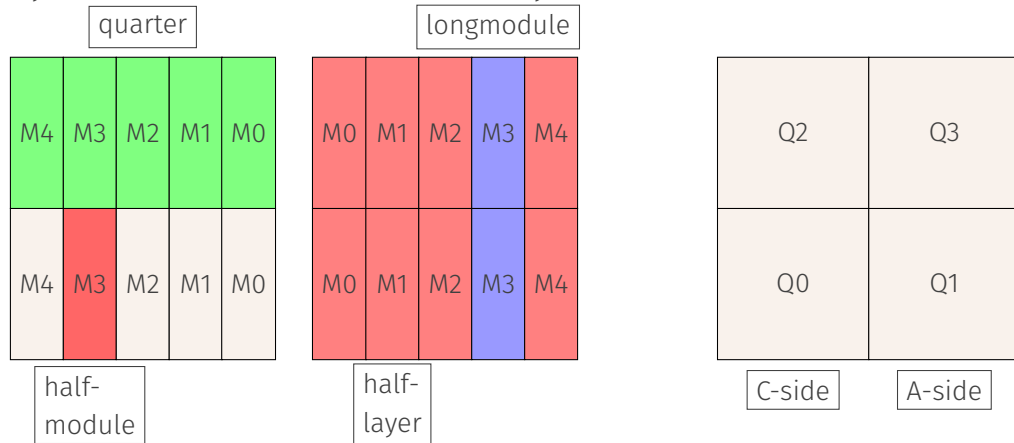 quarter
longmodule
M4 M3 M2 M1 M0
M0 M1 M2 M3 M4
Q2 Q3
M4 M3 M2 M1 M0
M0 M1 M2 M3 M4
Q0 Q1
half-
module
half-
layer
C-side
A-side